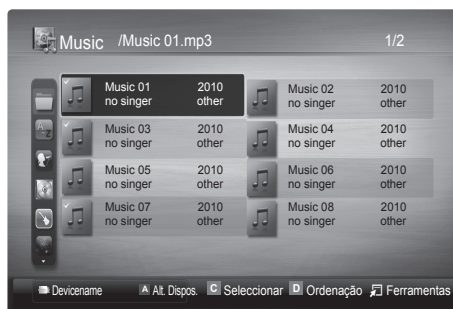 Music /Music 01.mp3 1/2
Music 01 2010 Music 02 2010
no singer other no singer other
Music 03 2010 Music 04 2010
no singer other no singer other
Music 05 2010 Music 06 2010
no singer other no singer other
Music 07 2010 Music 08 2010
no singer other no singer other
Devicename A Alt. Dispos. C Seleccionar D Ordenação Ferramentas